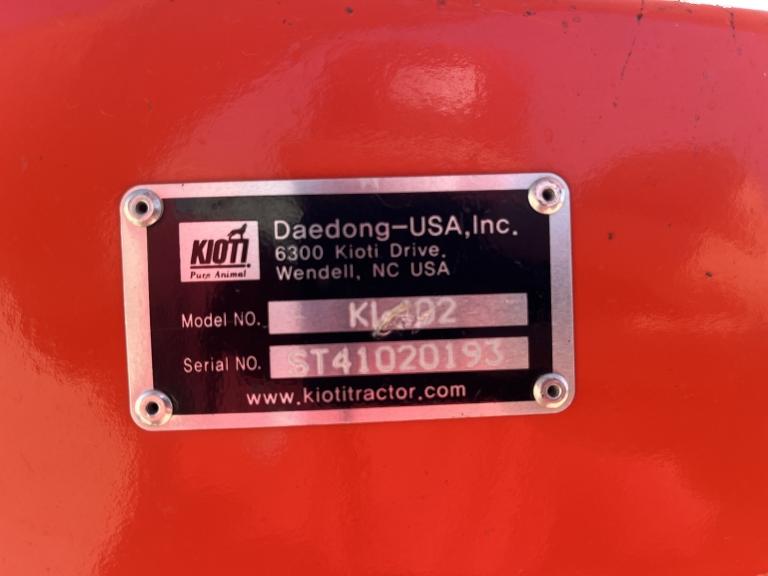 KIOTI
Pure Animal
Daedong-USA, Inc.
6300 Kioti Drive.
Wendell, NC USA
Model NO.
Serial NO. ST41020193
www.kiotitractor.com